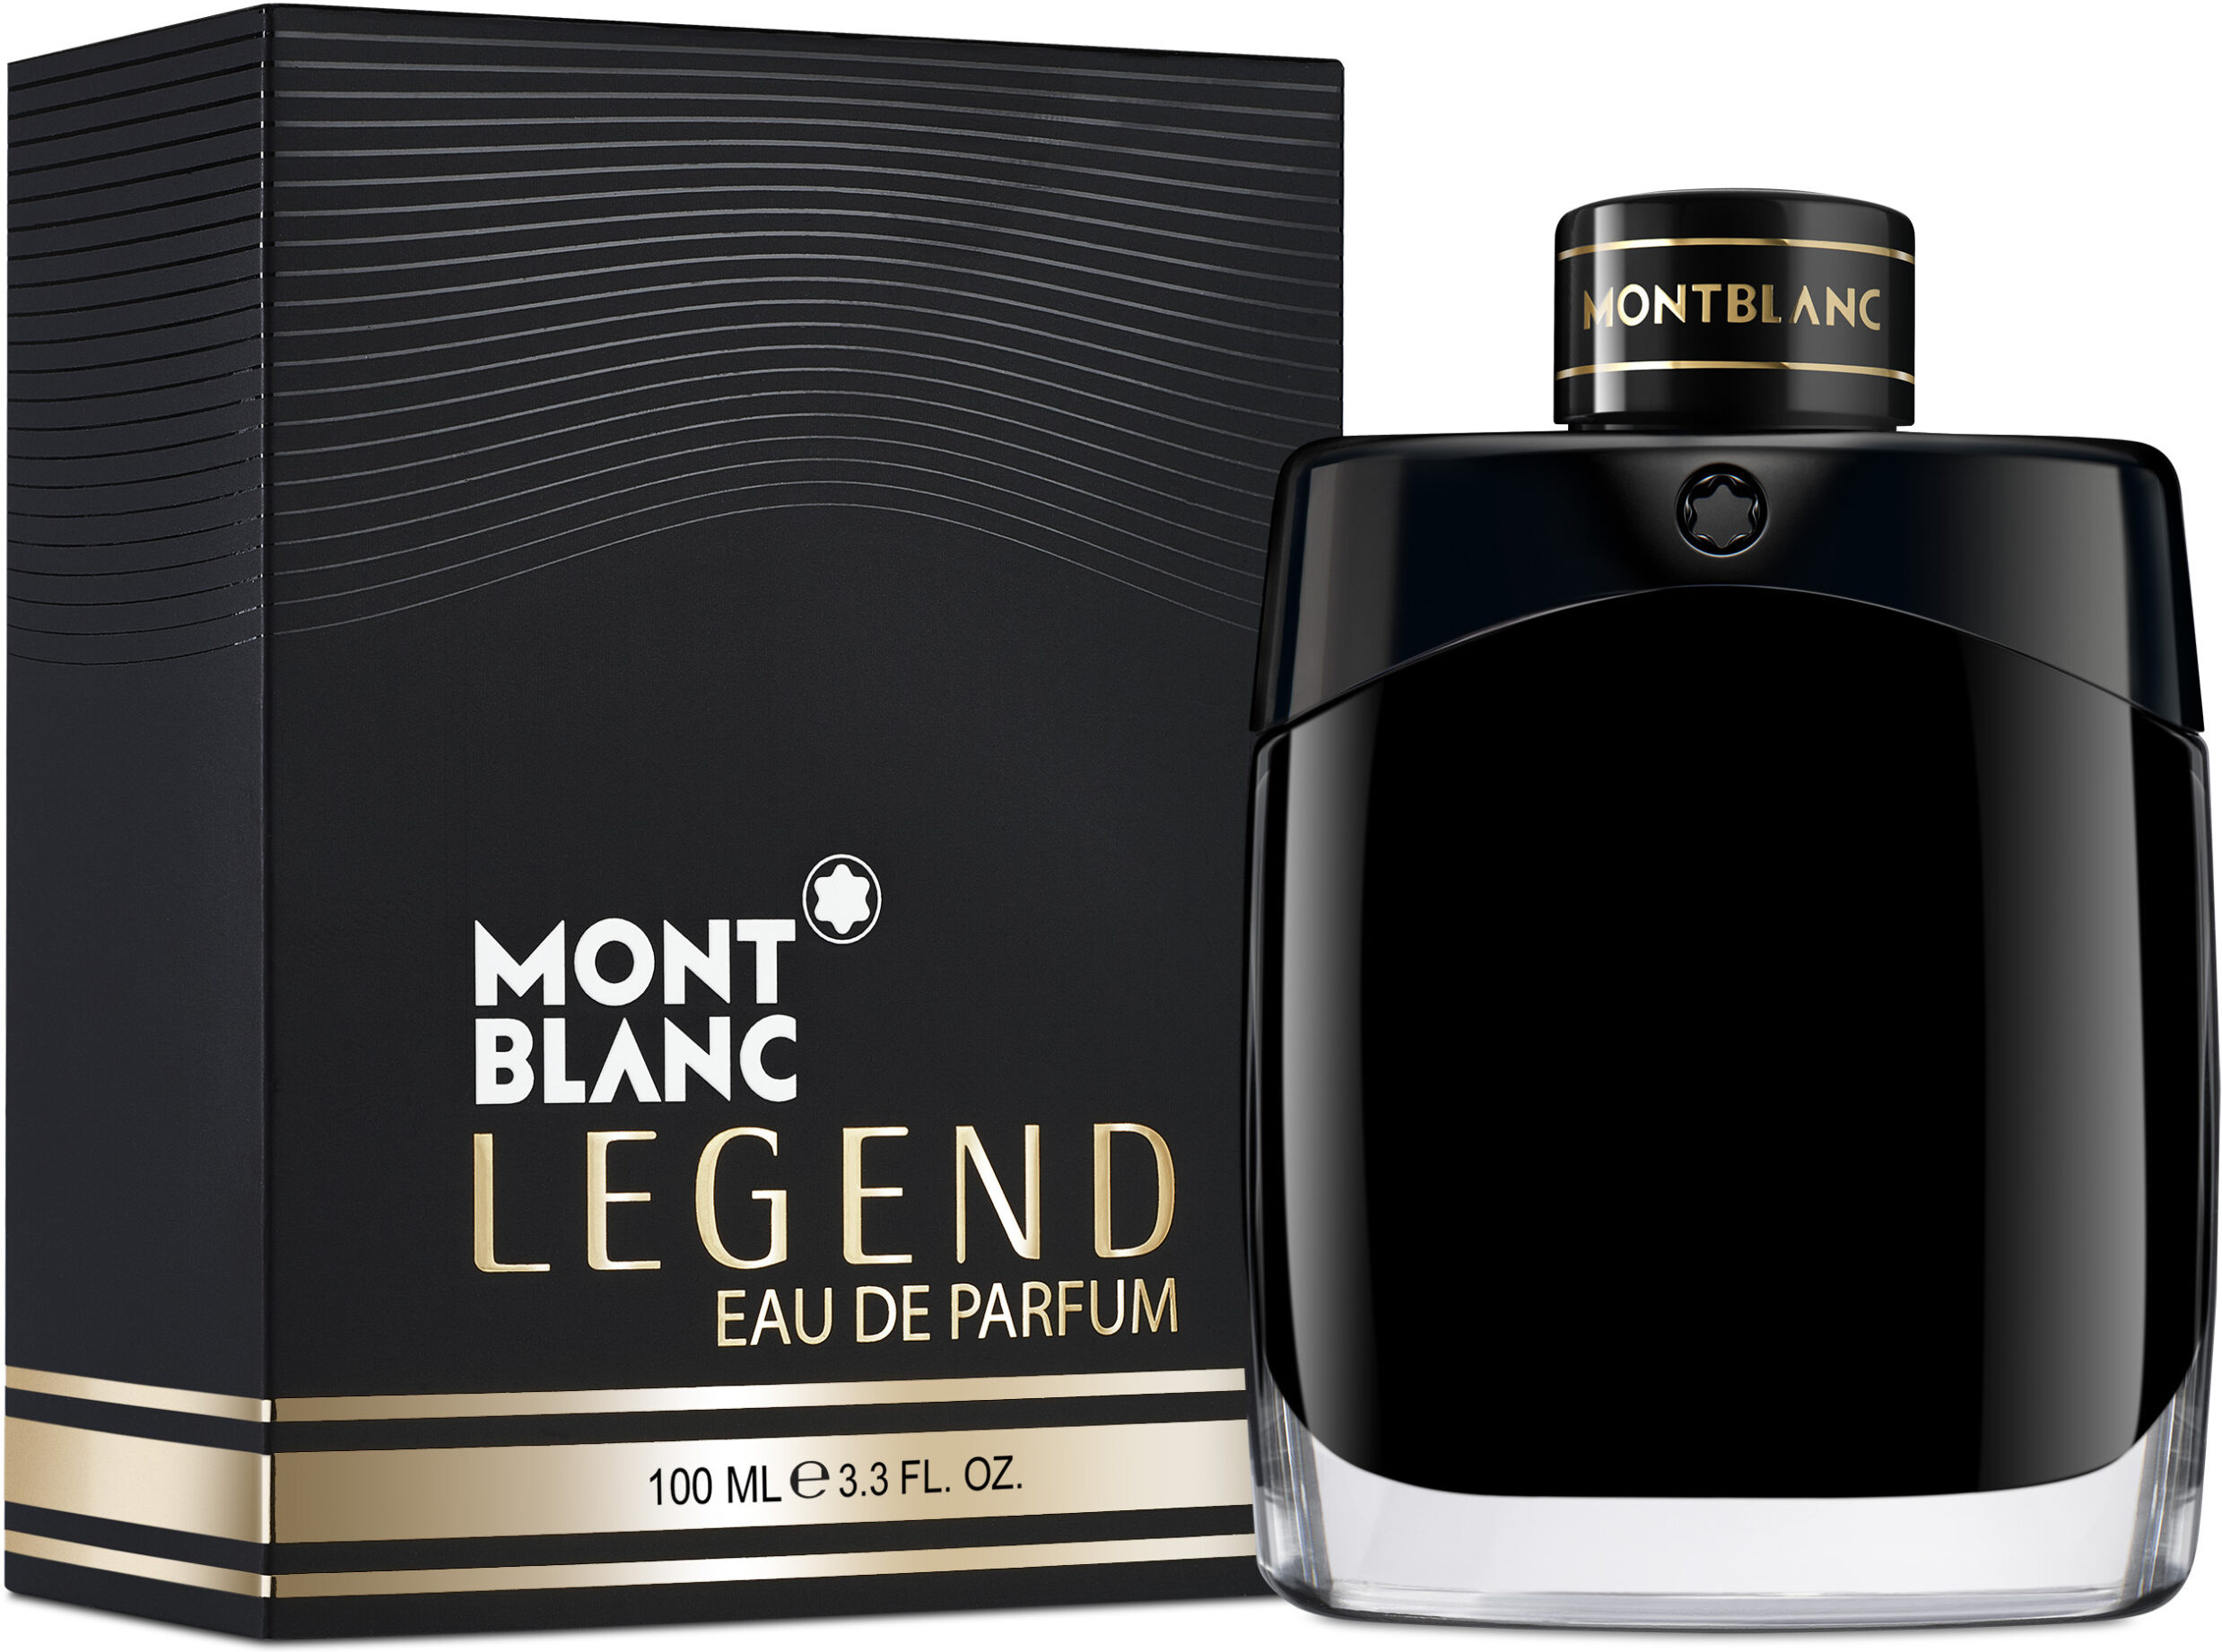 MONTBLANC
MONT
BLANC
LEGEND
EAU DE PARFUM
100 ML ℮ 3.3 FL. OZ.